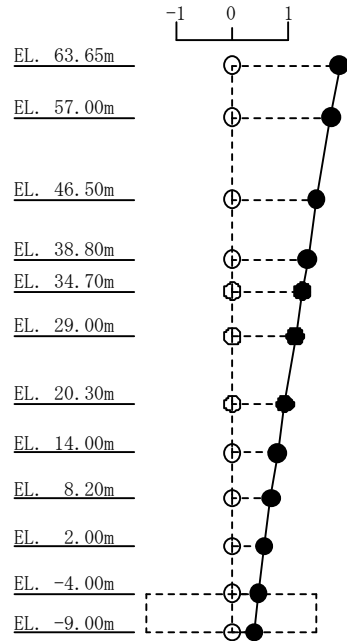 -1 0 1
EL. 63.65m
EL. 57.00m
EL. 46.50m
EL. 38.80m
EL. 34.70m
EL. 29.00m
EL. 20.30m
EL. 14.00m
EL. 8.20m
EL. 2.00m
EL. -4.00m
EL. -9.00m